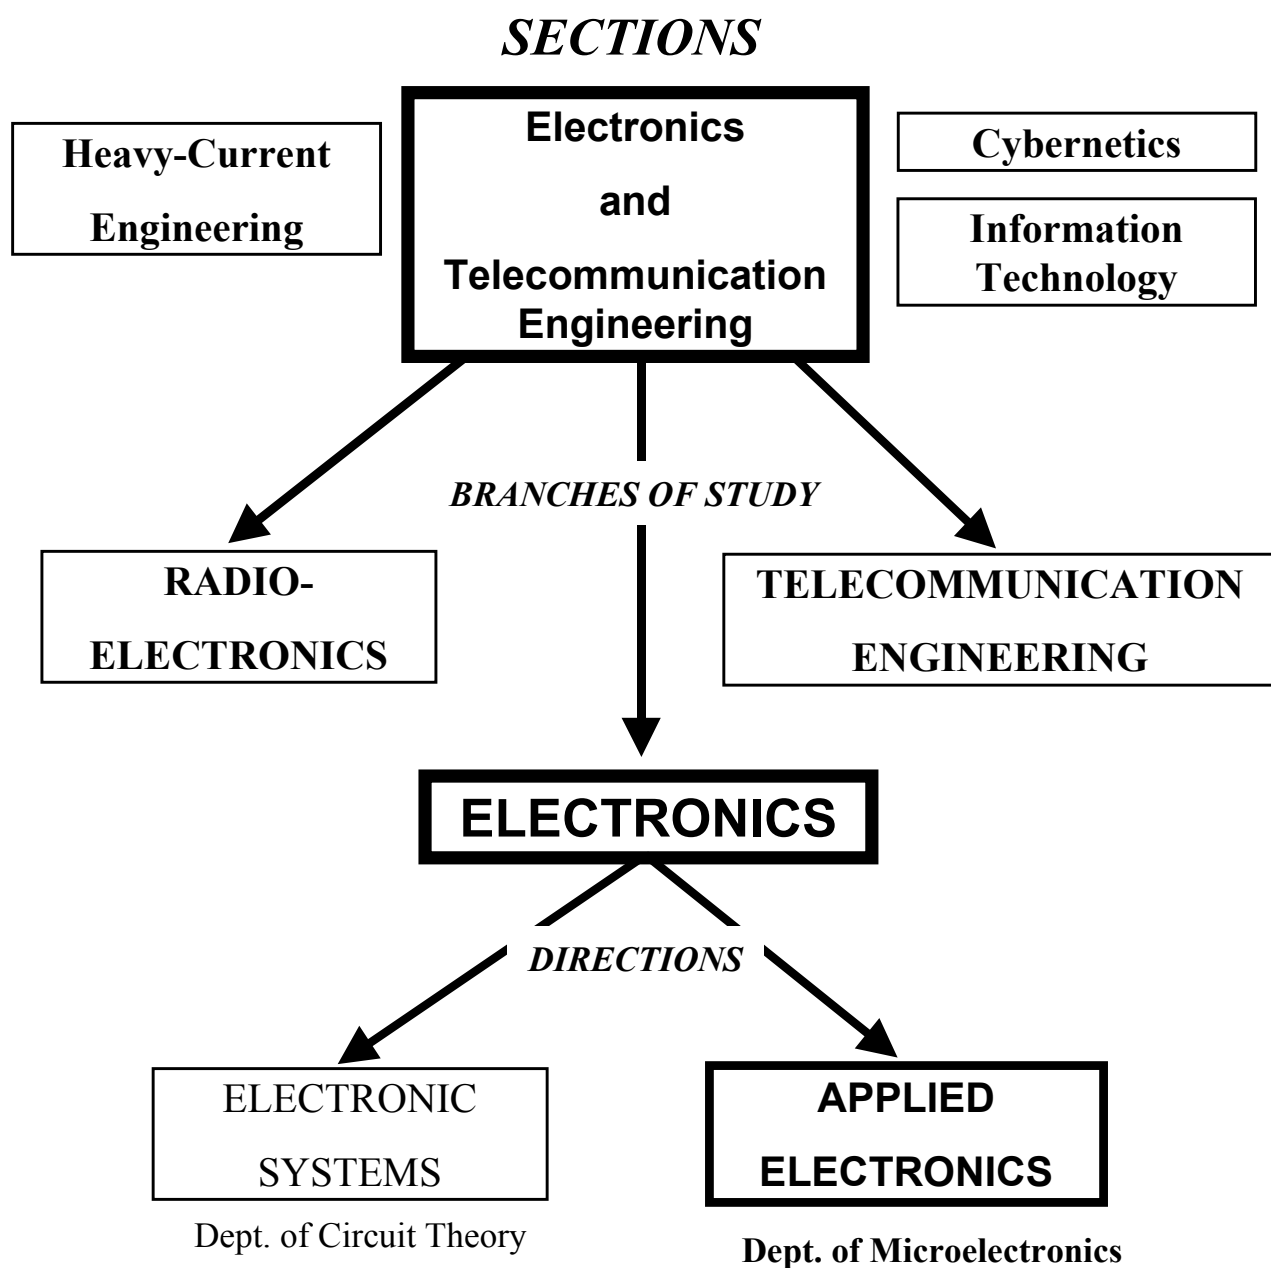 SECTIONS
Heavy-Current
Engineering
Electronics
and
Telecommunication
Engineering
Cybernetics
Information
Technology
BRANCHES OF STUDY
RADIO-
ELECTRONICS
TELECOMMUNICATION
ENGINEERING
ELECTRONICS
DIRECTIONS
ELECTRONIC
SYSTEMS
Dept. of Circuit Theory
APPLIED
ELECTRONICS
Dept. of Microelectronics